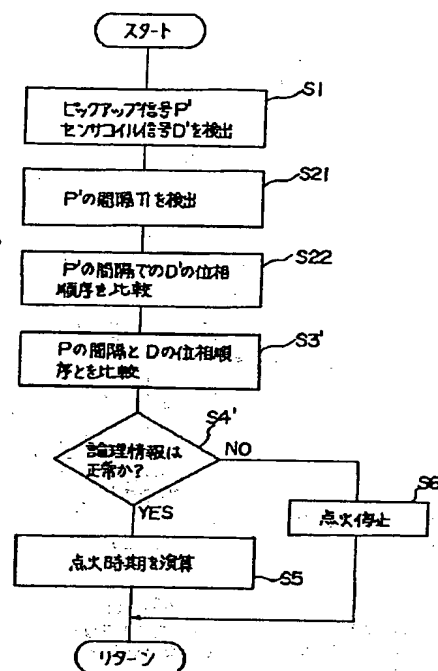 スタート
S1
ピックアップ信号P'
センサコイル信号D'を検出
S21
P'の間隔Tiを検出
S22
P'の間隔でのD'の位相
順序を比較
S3'
Pの間隔とDの位相順
序とを比較
S4'
論理情報は
正常か?
NO
S6
点火停止
YES
点火時期を演算
S5
リターン